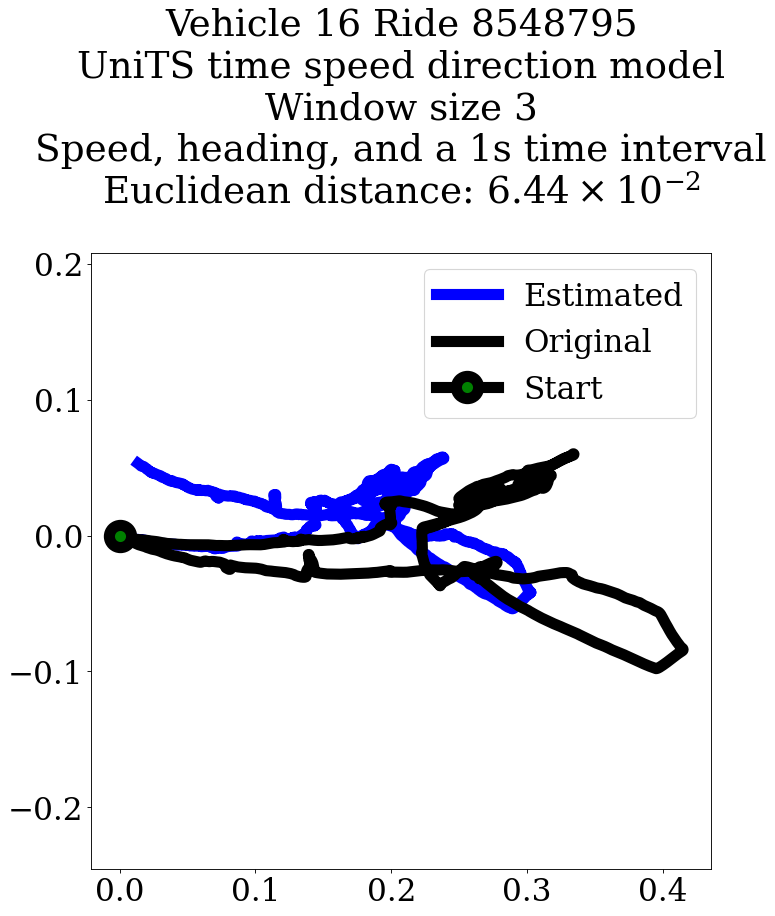 Vehicle 16 Ride 8548795
UniTS time speed direction model
Window size 3
Speed, heading, and a 1s time interval
Euclidean distance: 6.44 × 10⁻²
0.2
0.1
0.0
−0.1
−0.2
Estimated
Original
Start
0.0 0.1 0.2 0.3 0.4